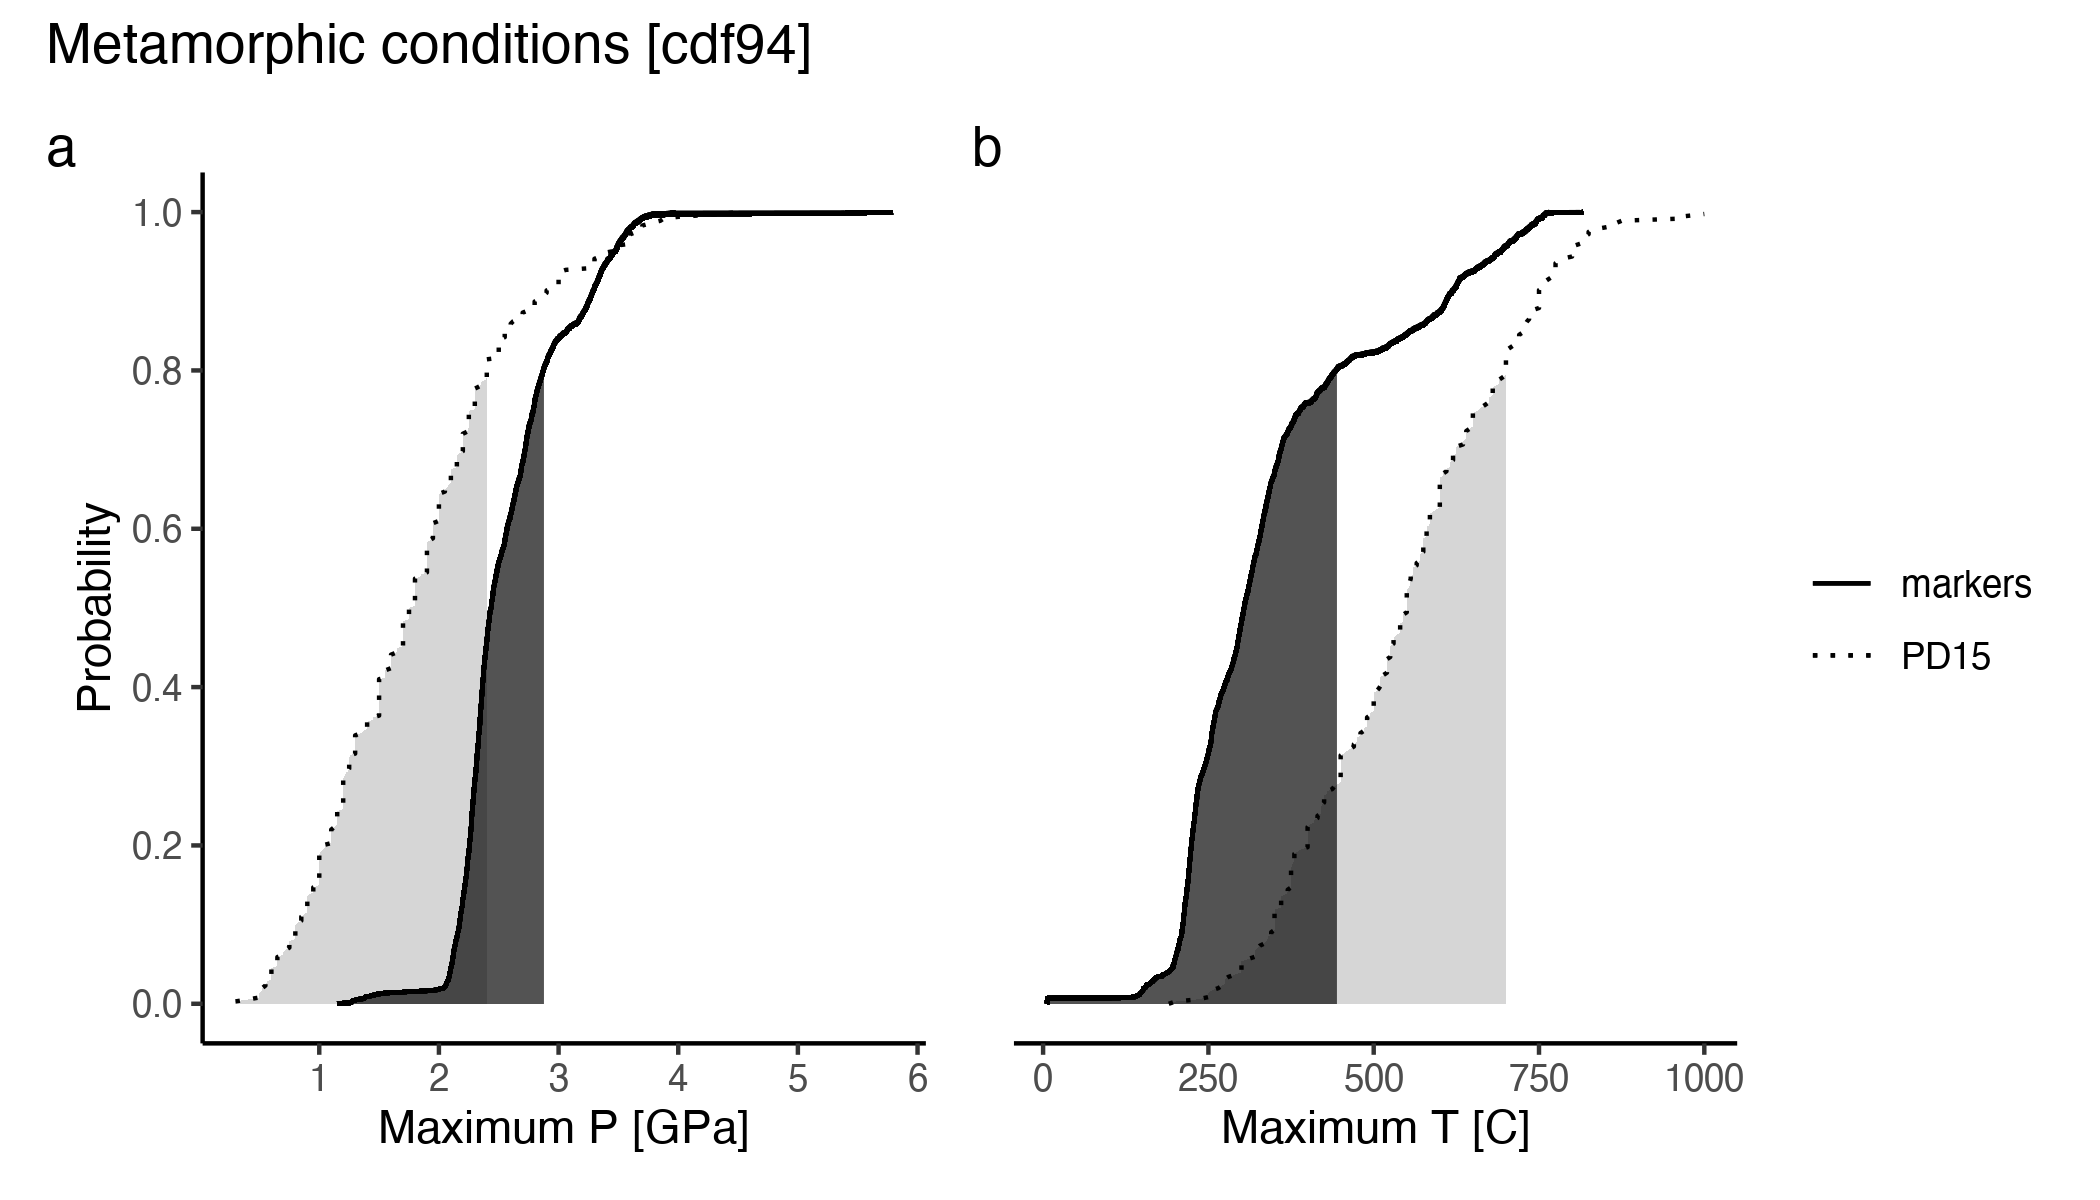 Metamorphic conditions [cdf94]
a
b
Probability
1.0
0.8
0.6
0.4
0.2
0.0
1 2 3 4 5 6
Maximum P [GPa]
0 250 500 750 1000
Maximum T [C]
markers
PD15